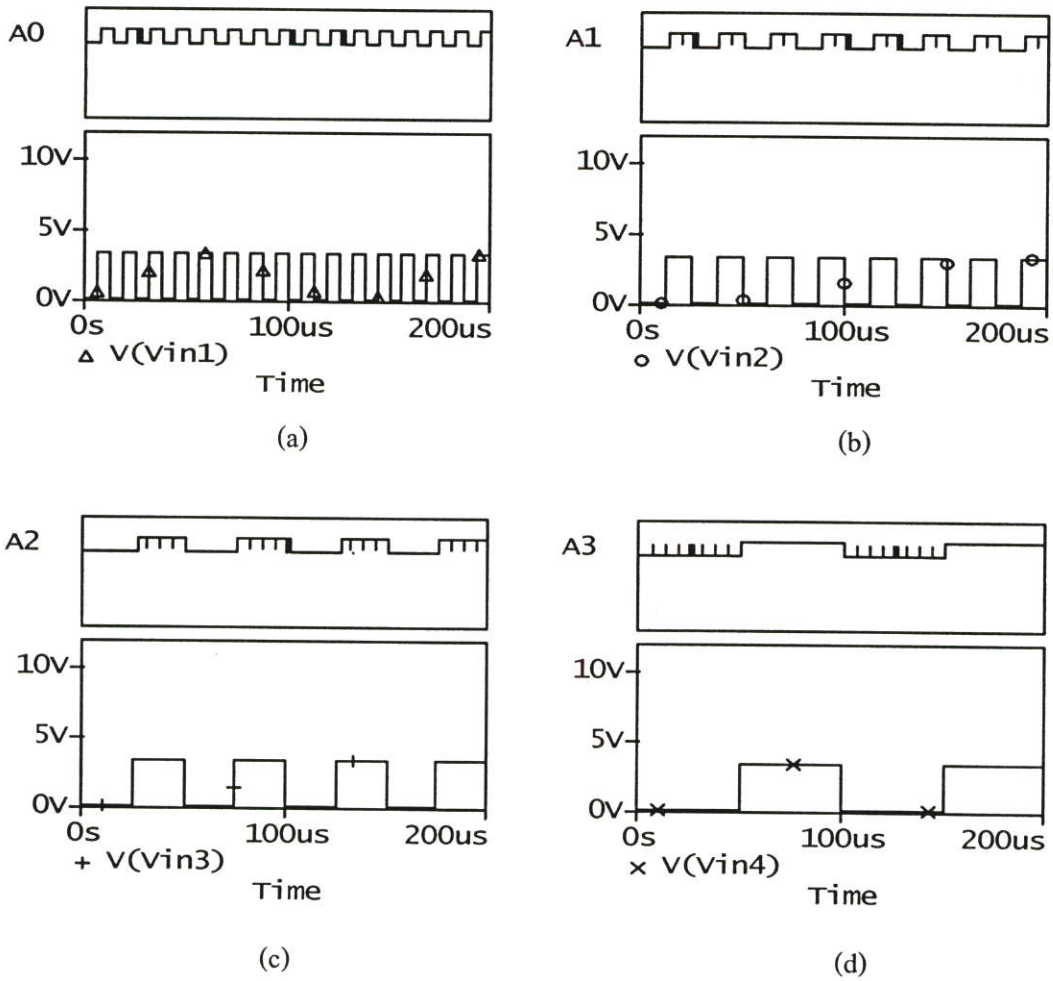 A0
10V
5V
0V
0s 100us 200us
△ V(Vin1)
Time
(a)
A1
10V
5V
0V
0s 100us 200us
○ V(Vin2)
Time
(b)
A2
10V
5V
0V
0s 100us 200us
+ V(Vin3)
Time
(c)
A3
10V
5V
0V
0s 100us 200us
× V(Vin4)
Time
(d)